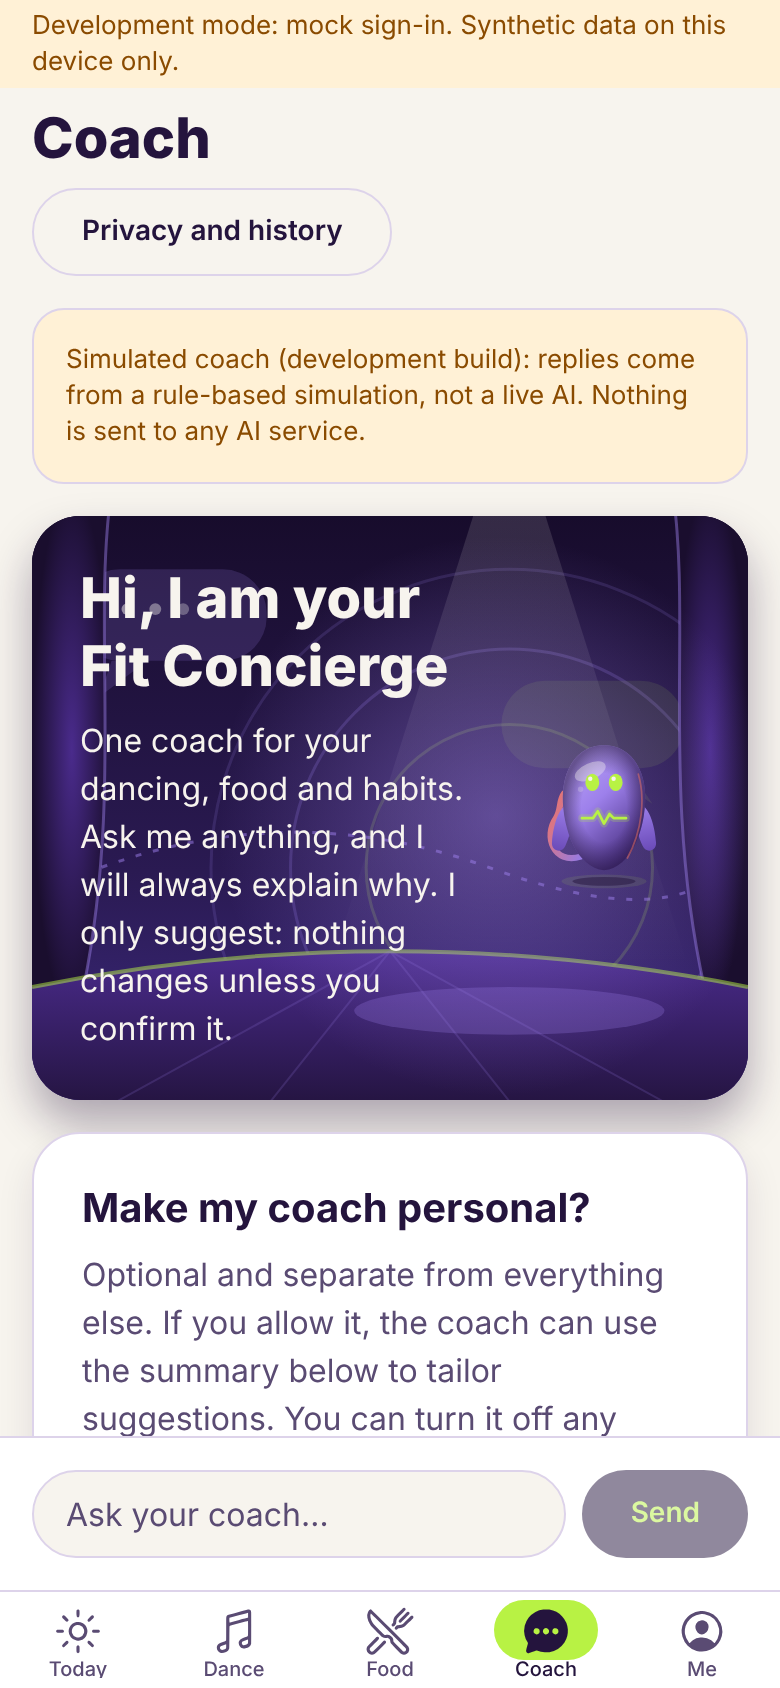 Development mode: mock sign-in. Synthetic data on this
device only.
Coach
Privacy and history
Simulated coach (development build): replies come
from a rule-based simulation, not a live AI. Nothing
is sent to any AI service.
Hi, I am your
Fit Concierge
One coach for your
dancing, food and habits.
Ask me anything, and I
will always explain why. I
only suggest: nothing
changes unless you
confirm it.
Make my coach personal?
Optional and separate from everything
else. If you allow it, the coach can use
the summary below to tailor
suggestions. You can turn it off any
Ask your coach...
Send
Today
Dance
Food
Coach
Me